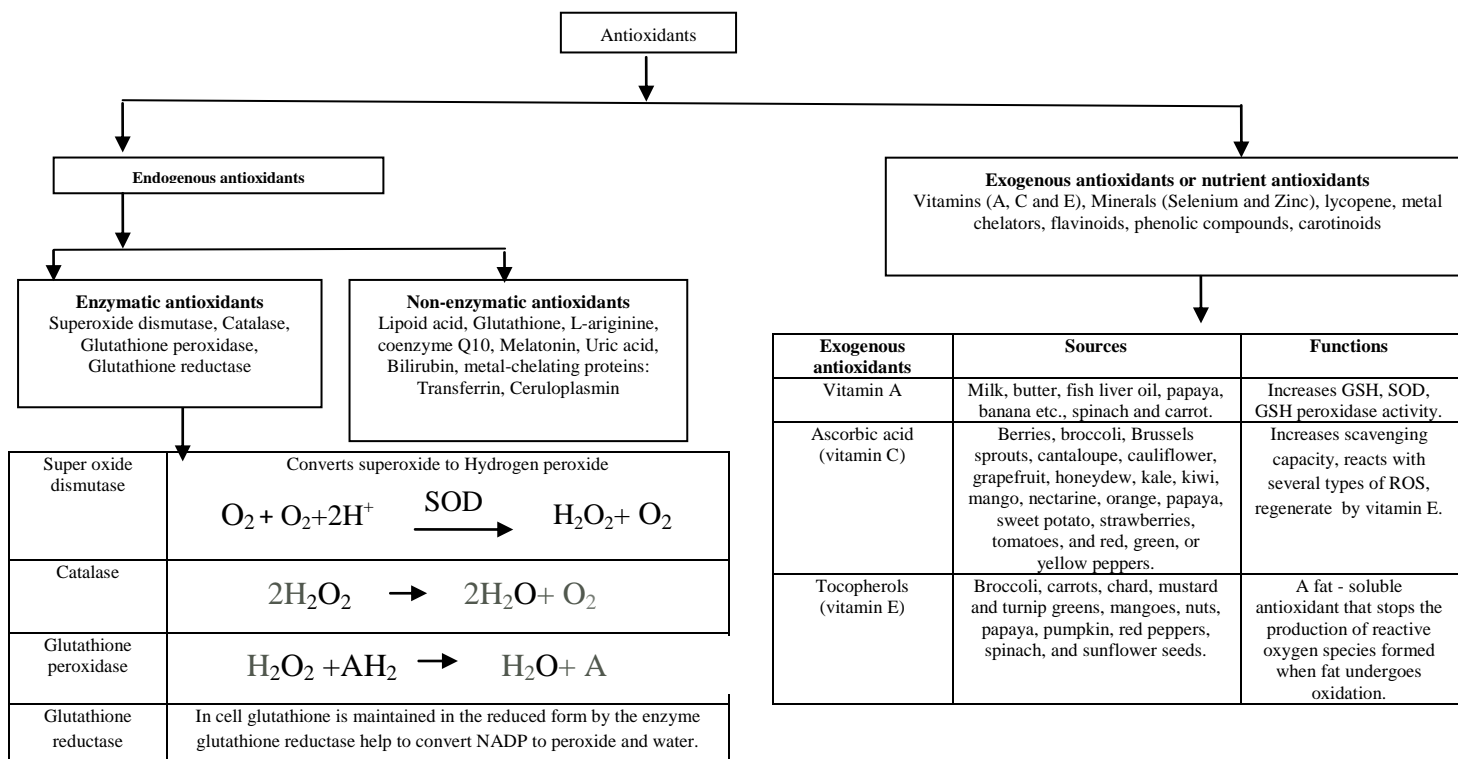 Antioxidants
Endogenous antioxidants
Exogenous antioxidants or nutrient antioxidants
Vitamins (A, C and E), Minerals (Selenium and Zinc), lycopene, metal
chelators, flavinoids, phenolic compounds, carotinoids
Enzymatic antioxidants
Superoxide dismutase, Catalase,
Glutathione peroxidase,
Glutathione reductase
Non-enzymatic antioxidants
Lipoid acid, Glutathione, L-ariginine,
coenzyme Q10, Melatonin, Uric acid,
Bilirubin, metal-chelating proteins:
Transferrin, Ceruloplasmin
Super oxide
dismutase
Converts superoxide to Hydrogen peroxide
SOD
O₂ + O₂+2H⁺ → H₂O₂+ O₂
Catalase
2H₂O₂ → 2H₂O+ O₂
Glutathione
peroxidase
H₂O₂ +AH₂ → H₂O+ A
Glutathione
reductase
In cell glutathione is maintained in the reduced form by the enzyme
glutathione reductase help to convert NADP to peroxide and water.
Exogenous
antioxidants
Sources
Functions
Vitamin A
Milk, butter, fish liver oil, papaya,
banana etc., spinach and carrot.
Increases GSH, SOD,
GSH peroxidase activity.
Ascorbic acid
(vitamin C)
Berries, broccoli, Brussels
sprouts, cantaloupe, cauliflower,
grapefruit, honeydew, kale, kiwi,
mango, nectarine, orange, papaya,
sweet potato, strawberries,
tomatoes, and red, green, or
yellow peppers.
Increases scavenging
capacity, reacts with
several types of ROS,
regenerate by vitamin E.
Tocopherols
(vitamin E)
Broccoli, carrots, chard, mustard
and turnip greens, mangoes, nuts,
papaya, pumpkin, red peppers,
spinach, and sunflower seeds.
A fat - soluble
antioxidant that stops the
production of reactive
oxygen species formed
when fat undergoes
oxidation.